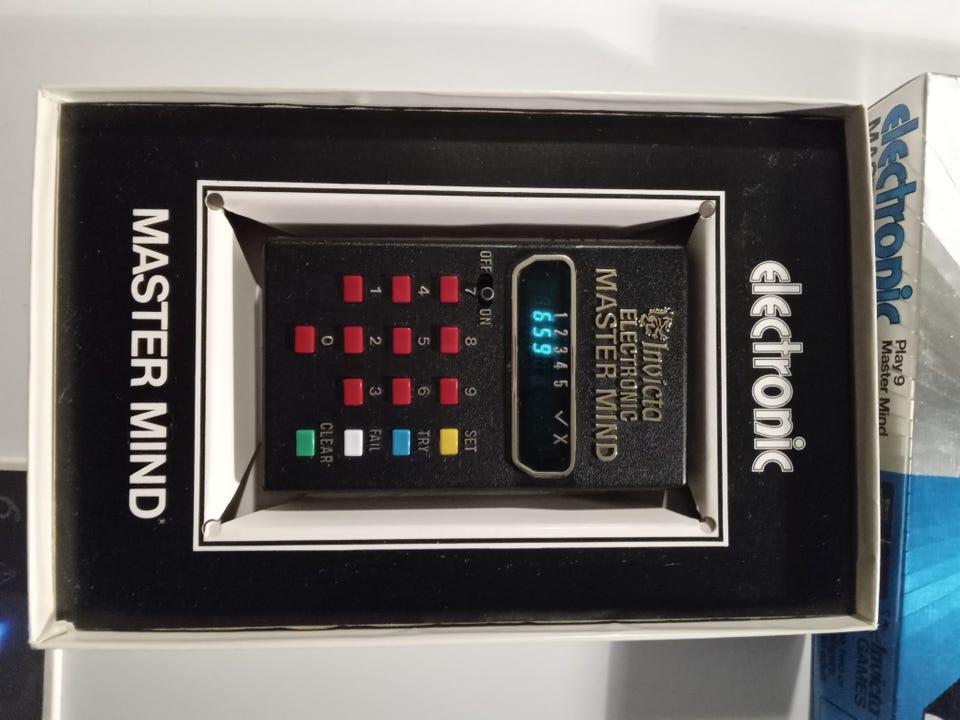 electronic
Invicta
ELECTRONIC
MASTER MIND
1 2 3 4 5 ✓ X
6559
OFF ON
7 8 9 SET
4 5 6 TRY
1 2 3 FAIL
0 CLEAR
MASTER MIND®
electronic
Play 9
Master Mind
Invicta
GAMES